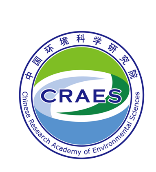 中国环境科学研究院
CRAES
Chinese Research Academy of Environmental Sciences